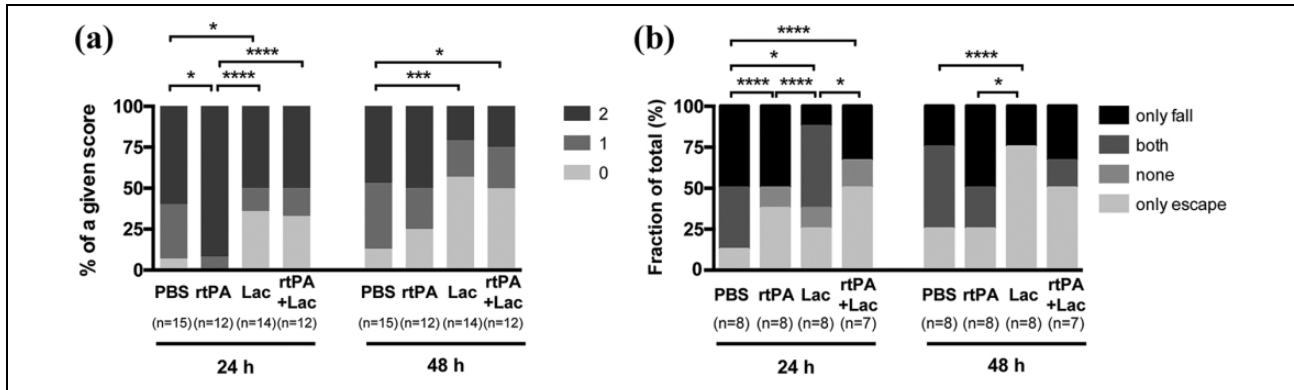 (a)
*
****
*
****
*
***
% of a given score
100
75
50
25
0
PBS rtPA Lac rtPA
+Lac
(n=15) (n=12) (n=14) (n=12)
24 h
PBS rtPA Lac rtPA
+Lac
(n=15) (n=12) (n=14) (n=12)
48 h
2
1
0
(b)
****
*
**** **** *
****
*
Fraction of total (%)
100
75
50
25
0
PBS rtPA Lac rtPA
+Lac
(n=8) (n=8) (n=8) (n=7)
24 h
PBS rtPA Lac rtPA
+Lac
(n=8) (n=8) (n=8) (n=7)
48 h
only fall
both
none
only escape